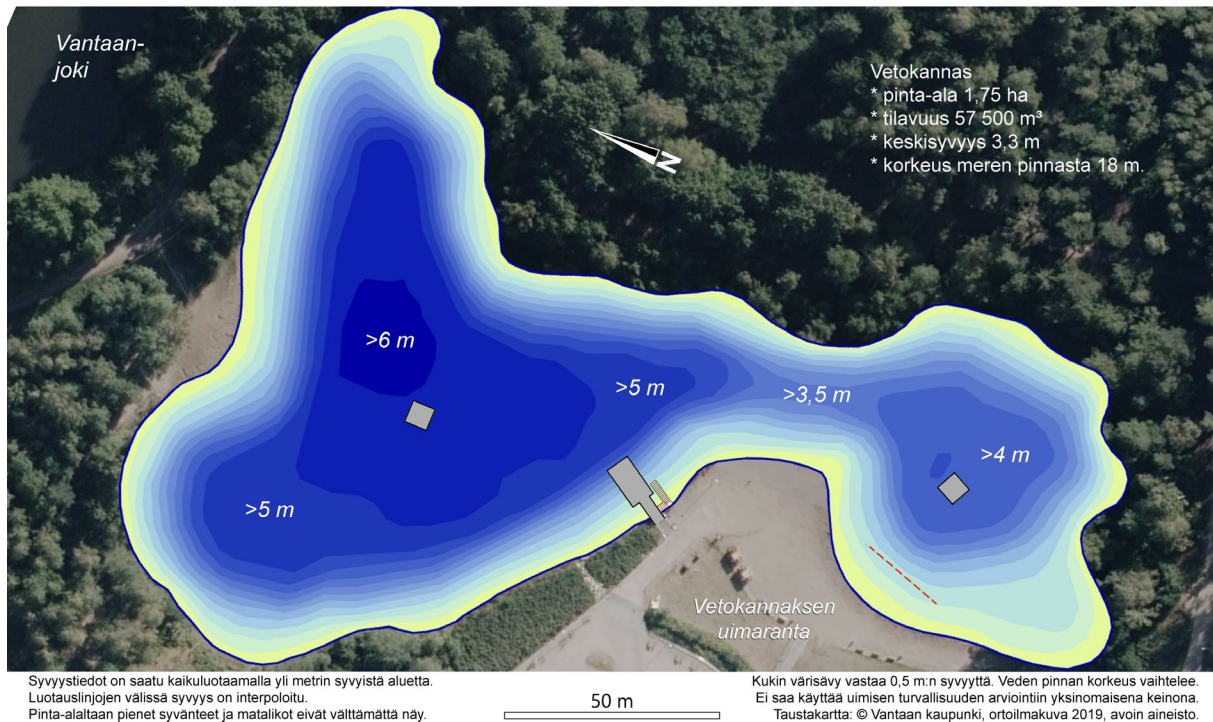 Vantaan-
joki
Vetokannas
* pinta-ala 1,75 ha
* tilavuus 57 500 m³
* keskisyvyys 3,3 m
* korkeus meren pinnasta 18 m.
N
>6 m
>5 m
>3,5 m
>4 m
>5 m
Vetokannaksen
uimaranta
Syvyystiedot on saatu kaikuluotaamalla yli metrin syvyistä aluetta.
Luotauslinjojen välissä syvyys on interpoloitu.
Pinta-alaltaan pienet syvänteet ja matalikot eivät välttämättä näy.
50 m
Kukin värisävy vastaa 0,5 m:n syvyyttä. Veden pinnan korkeus vaihtelee.
Ei saa käyttää uimisen turvallisuuden arviointiin yksinomaisena keinona.
Taustakartta: © Vantaan kaupunki, ortoilmakuva 2019, avoin aineisto.